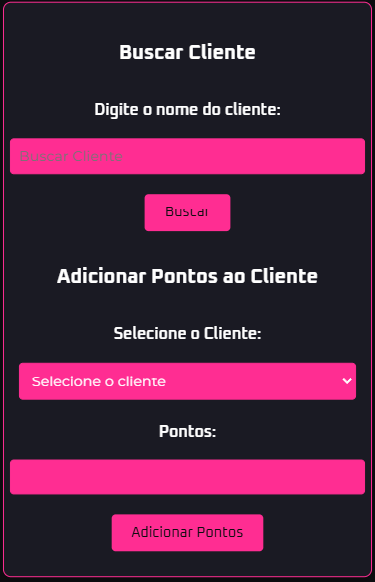 Buscar Cliente
Digite o nome do cliente:
Buscar Cliente
Buscar
Adicionar Pontos ao Cliente
Selecione o Cliente:
Selecione o cliente
Pontos:
Adicionar Pontos